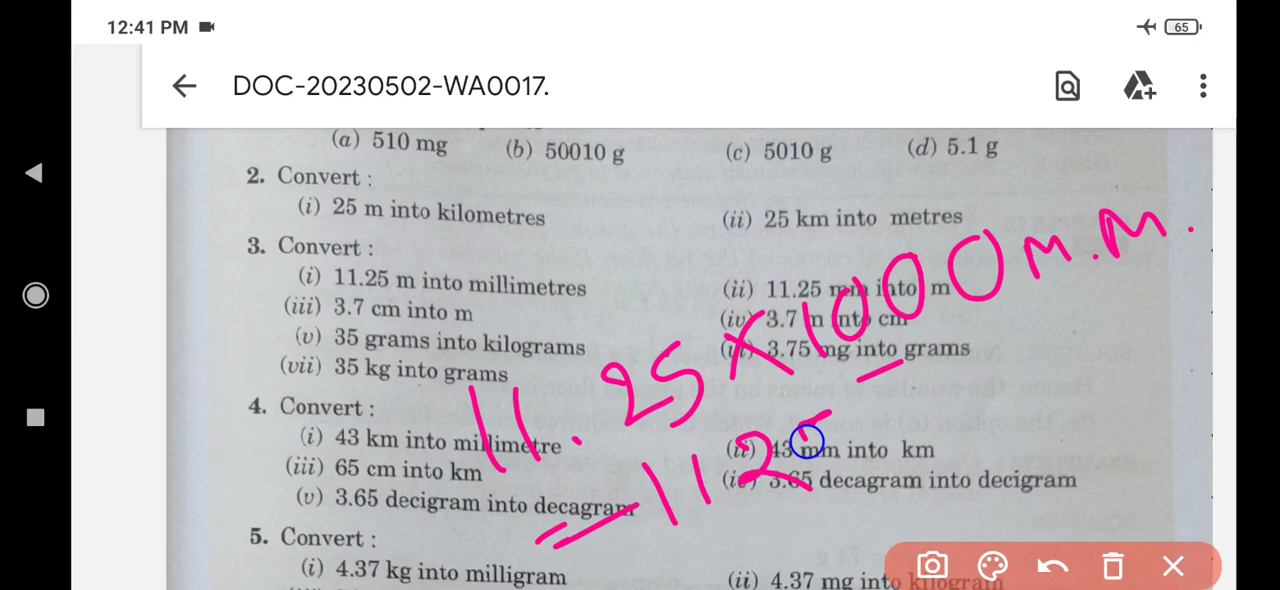 12:41 PM
65
DOC-20230502-WA0017.
(a) 510 mg (b) 50010 g (c) 5010 g (d) 5.1 g
2. Convert :
(i) 25 m into kilometres (ii) 25 km into metres
3. Convert :
(i) 11.25 m into millimetres (ii) 11.25 mm into m
(iii) 3.7 cm into m (iv) 3.7 m into cm
(v) 35 grams into kilograms (vi) 3.75 mg into grams
(vii) 35 kg into grams
11.25 X 1000 M.M.
= 112
4. Convert :
(i) 43 km into millimetre (ii) 43 mm into km
(iii) 65 cm into km (iv) 3.65 decagram into decigram
(v) 3.65 decigram into decagram
5. Convert :
(i) 4.37 kg into milligram (ii) 4.37 mg into kilogram